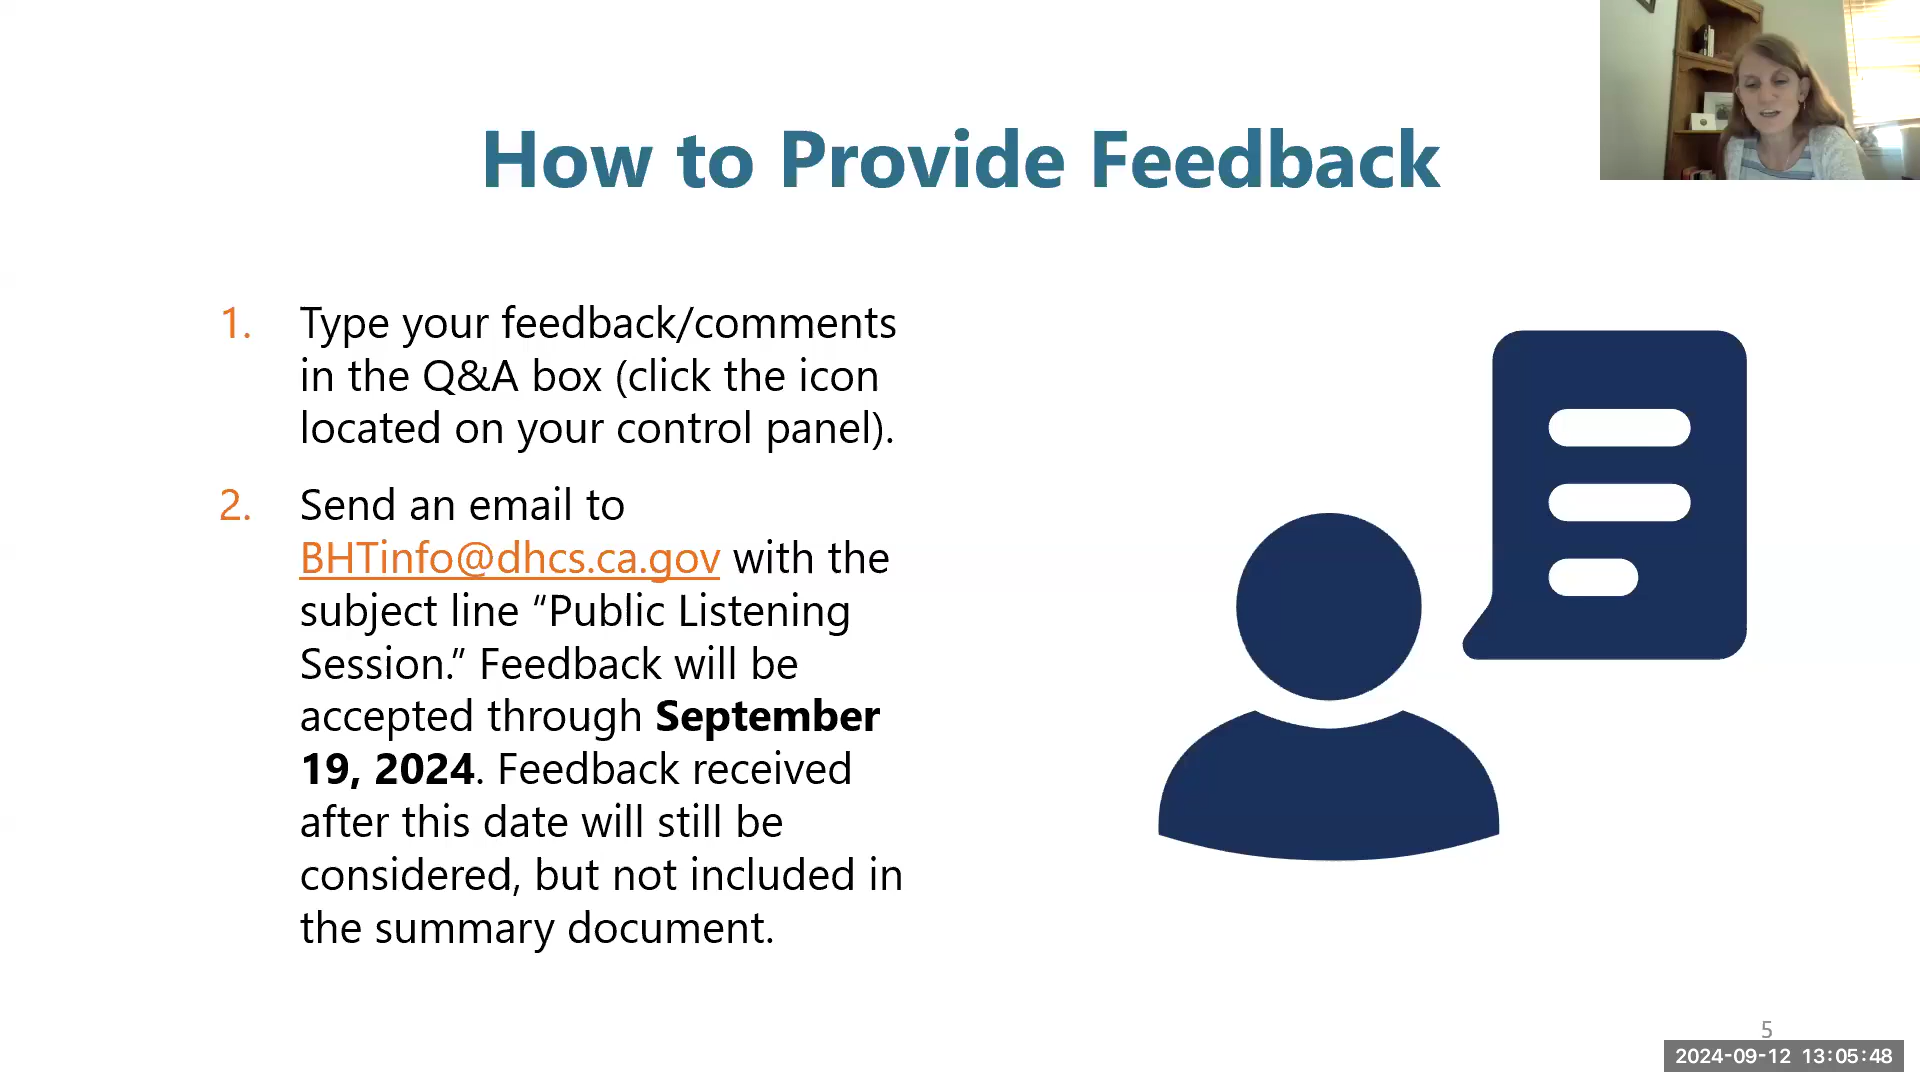 How to Provide Feedback
1. Type your feedback/comments
in the Q&A box (click the icon
located on your control panel).
2. Send an email to
BHTinfo@dhcs.ca.gov with the
subject line “Public Listening
Session.” Feedback will be
accepted through September
19, 2024. Feedback received
after this date will still be
considered, but not included in
the summary document.
5
2024-09-12 13:05:48